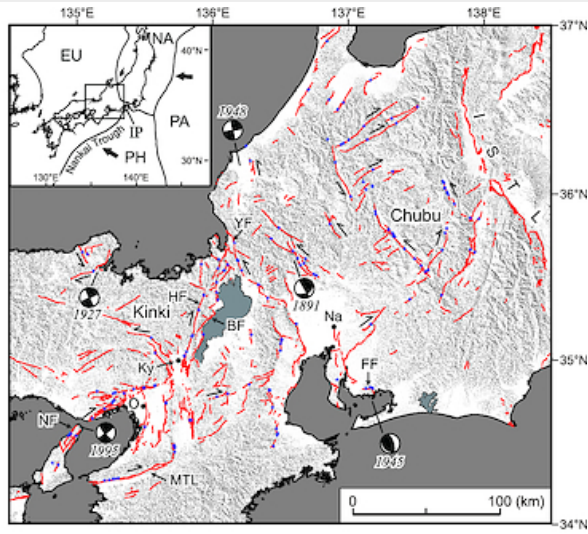 135°E
136°E
137°E
138°E
37°N
36°N
35°N
34°N
EU
NA
40°N
PA
IP
Nankai Trough
PH
30°N
130°E
140°E
1948
I
S
T
L
Chubu
YF
1927
HF
Kinki
BF
1891
Na
Ky
FF
O
NF
1995
1945
MTL
0
100 (km)